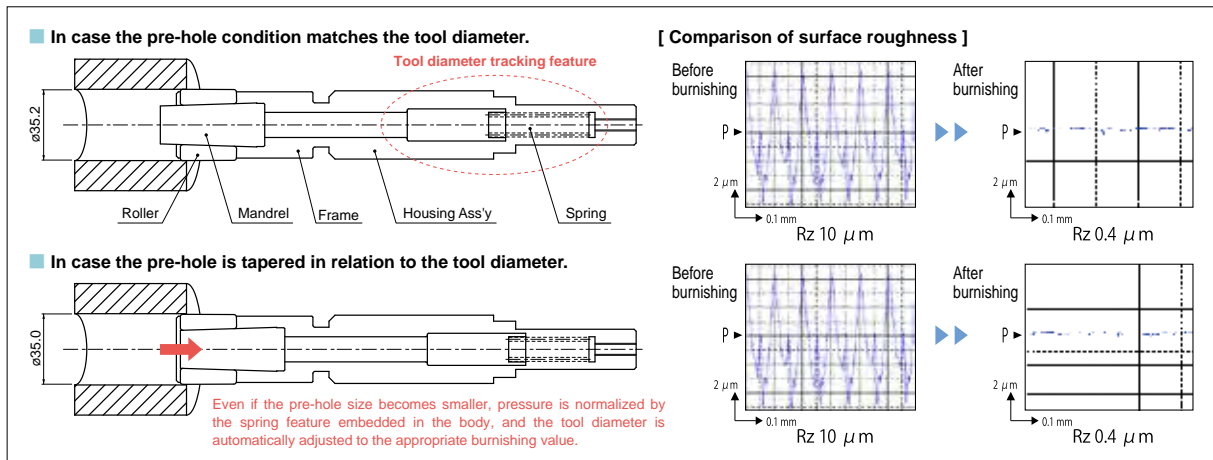 In case the pre-hole condition matches the tool diameter.
Tool diameter tracking feature
ø35.2
Roller
Mandrel
Frame
Housing Ass'y
Spring
In case the pre-hole is tapered in relation to the tool diameter.
ø35.0
Even if the pre-hole size becomes smaller, pressure is normalized by
the spring feature embedded in the body, and the tool diameter is
automatically adjusted to the appropriate burnishing value.
[ Comparison of surface roughness ]
Before
burnishing
P
2 μm
0.1 mm
Rz 10 μm
After
burnishing
2 μm
0.1 mm
Rz 0.4 μm
Before
burnishing
P
2 μm
0.1 mm
Rz 10 μm
After
burnishing
2 μm
0.1 mm
Rz 0.4 μm